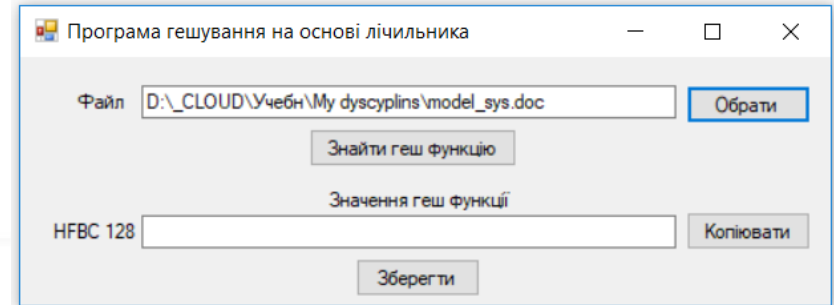 Програма гешування на основі лічильника
Файл D:\_CLOUD\Учебн\My dyscyplins\model_sys.doc Обрати
Знайти геш функцію
Значення геш функції
HFBC 128 Копіювати
Зберегти